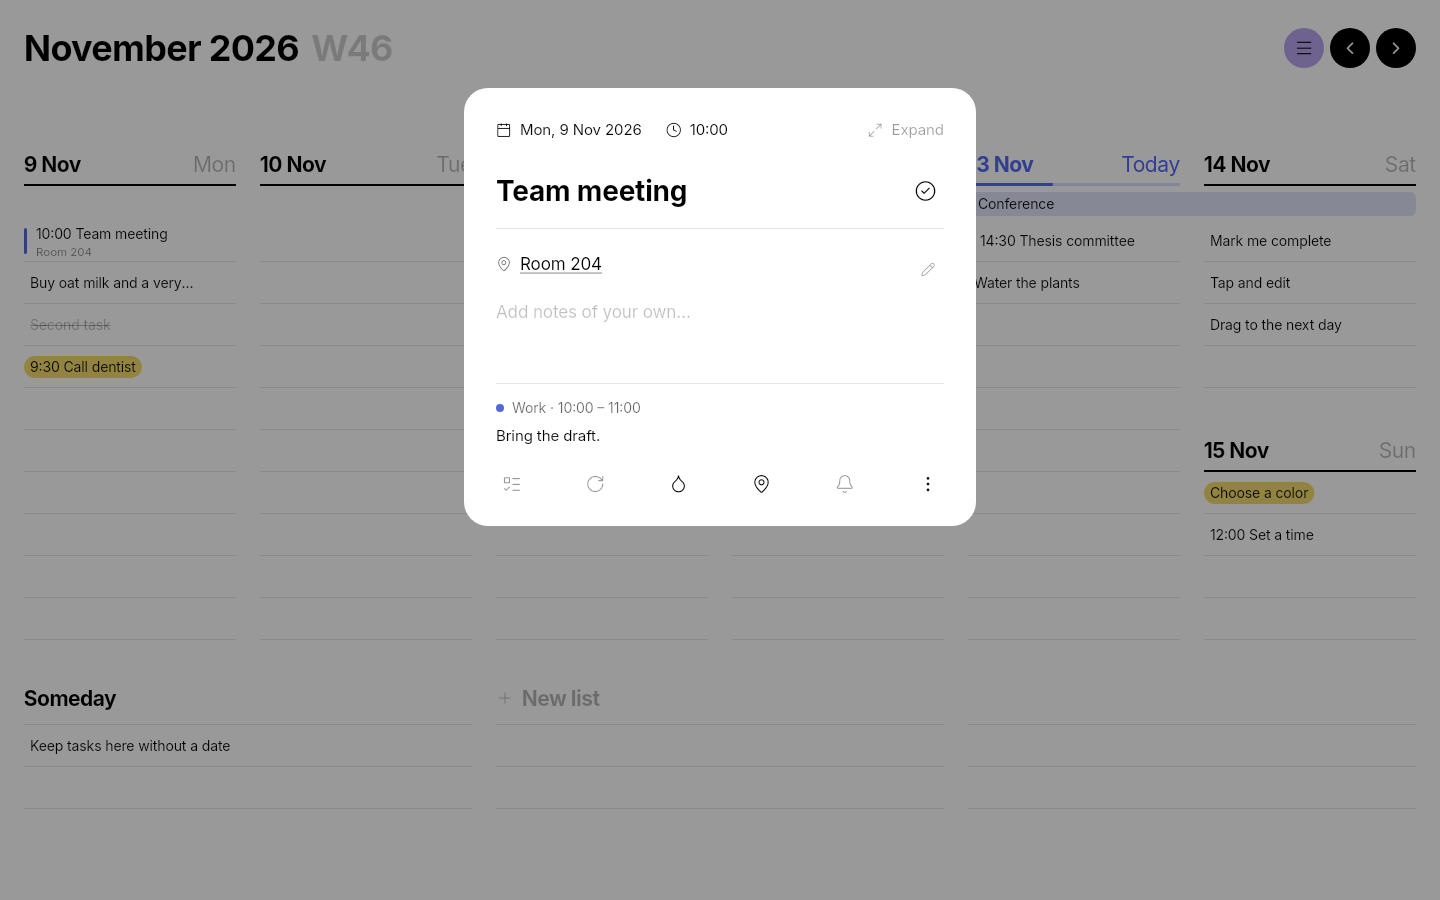 November 2026 W46
Mon, 9 Nov 2026 10:00 Expand
Team meeting
Room 204
Add notes of your own...
Work · 10:00 – 11:00
Bring the draft.
9 Nov Mon
10:00 Team meeting
Room 204
Buy oat milk and a very...
Second task
9:30 Call dentist
10 Nov Tue
3 Nov Today
Conference
14:30 Thesis committee
Water the plants
14 Nov Sat
Mark me complete
Tap and edit
Drag to the next day
15 Nov Sun
Choose a color
12:00 Set a time
Someday
Keep tasks here without a date
New list